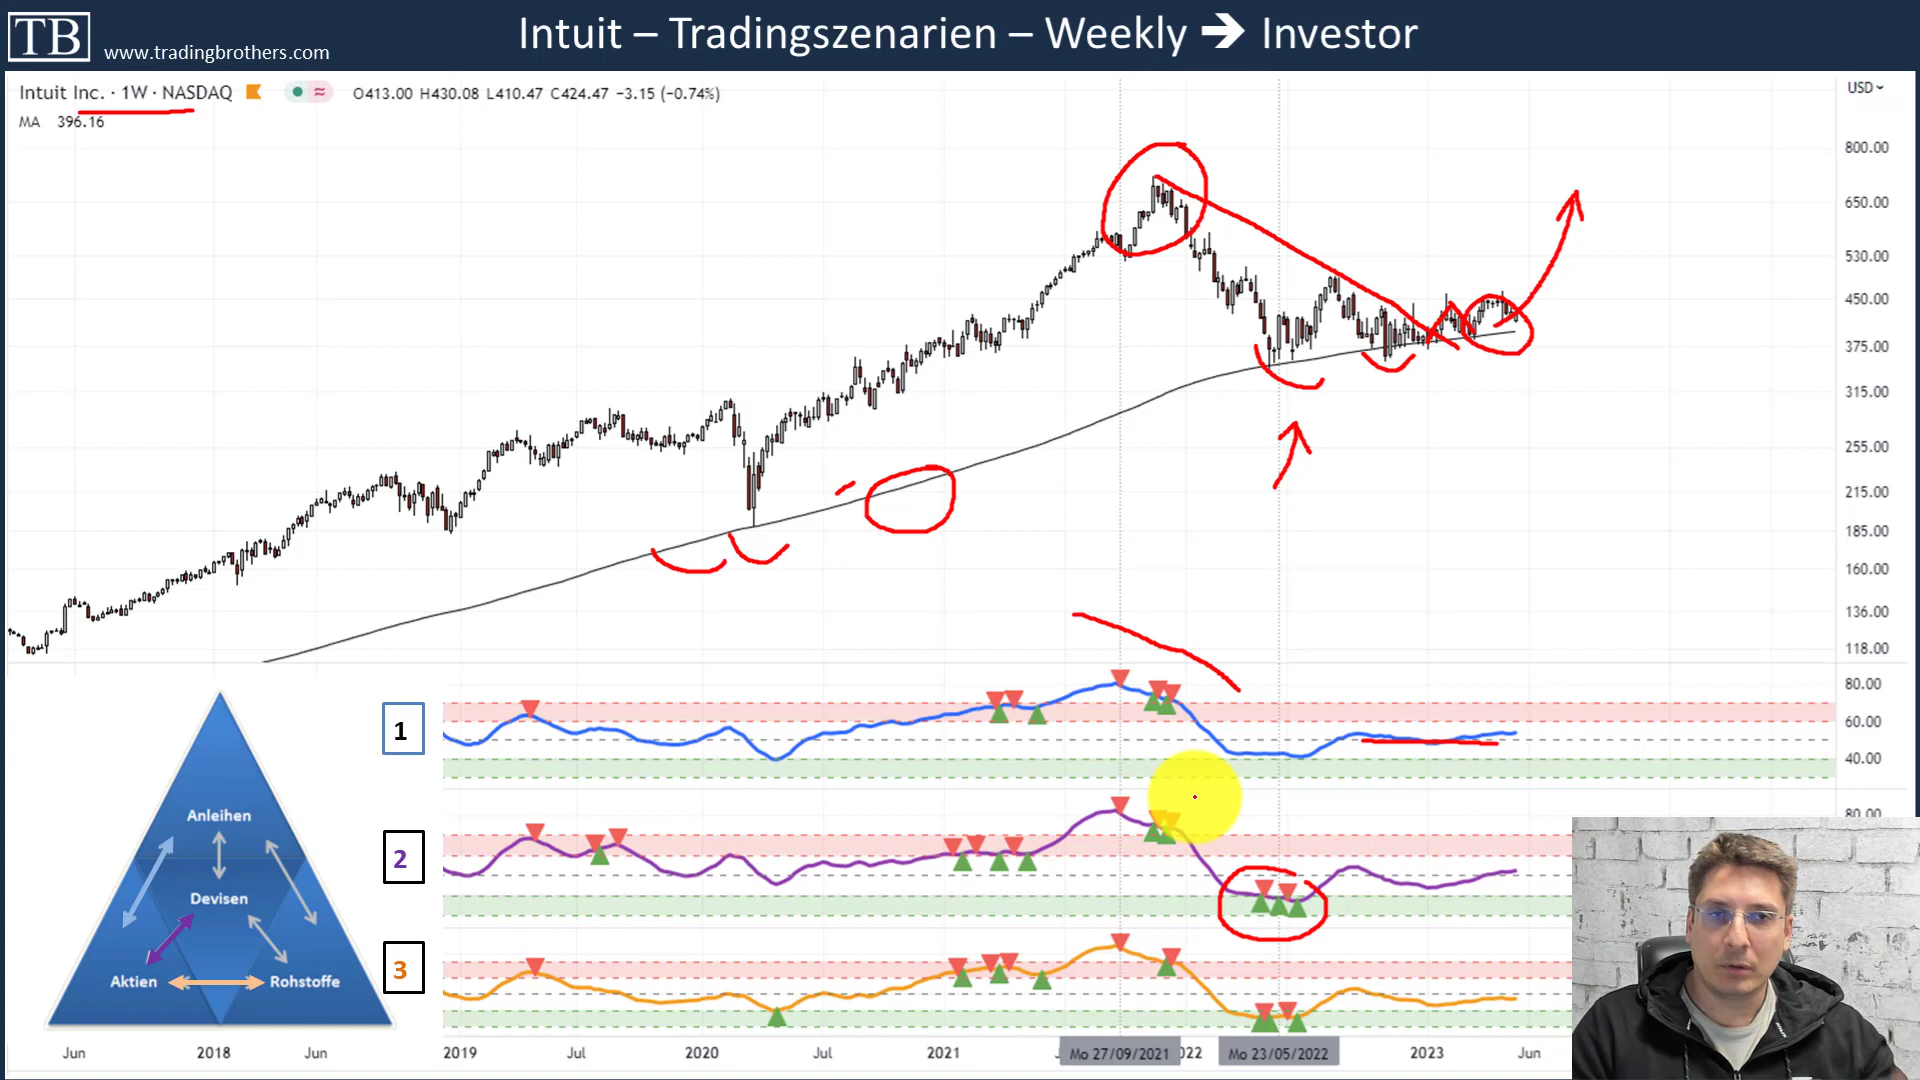 TB
www.tradingbrothers.com
Intuit – Tradingszenarien – Weekly → Investor
Intuit Inc. · 1W · NASDAQ
O413.00 H430.08 L410.47 C424.47 −3.15 (−0.74%)
MA 396.16
USD
800.00
650.00
530.00
450.00
375.00
315.00
255.00
215.00
185.00
160.00
136.00
118.00
80.00
60.00
40.00
80.00
1
2
3
Anleihen
Devisen
Aktien
Rohstoffe
Jun 2018 Jun 2019 Jul 2020 Jul 2021 Mo 27/09/2021 Mo 23/05/2022 2023 Jun